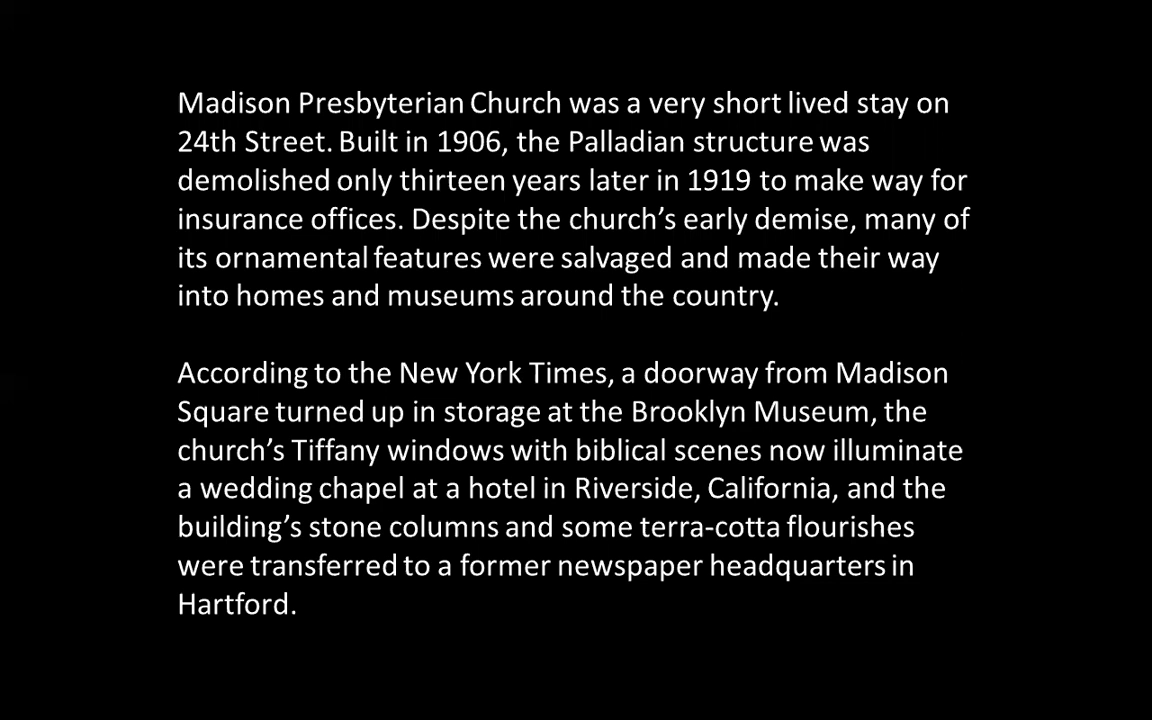 Madison Presbyterian Church was a very short lived stay on
24th Street. Built in 1906, the Palladian structure was
demolished only thirteen years later in 1919 to make way for
insurance offices. Despite the church’s early demise, many of
its ornamental features were salvaged and made their way
into homes and museums around the country.
According to the New York Times, a doorway from Madison
Square turned up in storage at the Brooklyn Museum, the
church’s Tiffany windows with biblical scenes now illuminate
a wedding chapel at a hotel in Riverside, California, and the
building’s stone columns and some terra-cotta flourishes
were transferred to a former newspaper headquarters in
Hartford.